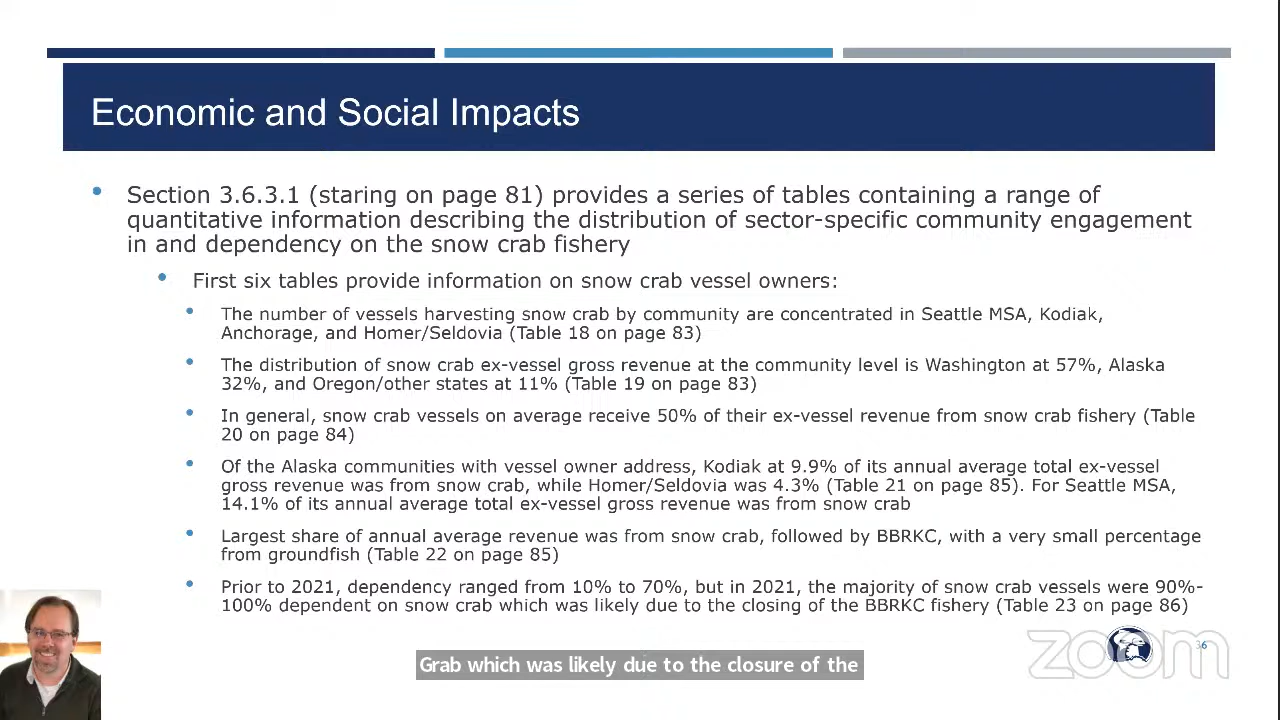 Economic and Social Impacts
Section 3.6.3.1 (staring on page 81) provides a series of tables containing a range of
quantitative information describing the distribution of sector-specific community engagement
in and dependency on the snow crab fishery
First six tables provide information on snow crab vessel owners:
The number of vessels harvesting snow crab by community are concentrated in Seattle MSA, Kodiak,
Anchorage, and Homer/Seldovia (Table 18 on page 83)
The distribution of snow crab ex-vessel gross revenue at the community level is Washington at 57%, Alaska
32%, and Oregon/other states at 11% (Table 19 on page 83)
In general, snow crab vessels on average receive 50% of their ex-vessel revenue from snow crab fishery (Table
20 on page 84)
Of the Alaska communities with vessel owner address, Kodiak at 9.9% of its annual average total ex-vessel
gross revenue was from snow crab, while Homer/Seldovia was 4.3% (Table 21 on page 85). For Seattle MSA,
14.1% of its annual average total ex-vessel gross revenue was from snow crab
Largest share of annual average revenue was from snow crab, followed by BBRKC, with a very small percentage
from groundfish (Table 22 on page 85)
Prior to 2021, dependency ranged from 10% to 70%, but in 2021, the majority of snow crab vessels were 90%-
100% dependent on snow crab which was likely due to the closing of the BBRKC fishery (Table 23 on page 86)
zoom
36
Grab which was likely due to the closure of the